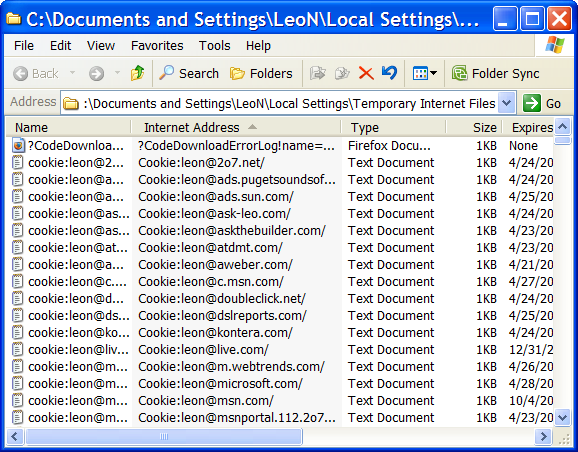 C:\Documents and Settings\LeoN\Local Settings\...
File Edit View Favorites Tools Help
Back Search Folders Folder Sync
Address :\Documents and Settings\LeoN\Local Settings\Temporary Internet Files Go
Name Internet Address Type Size Expires
?CodeDownloa... ?CodeDownloadErrorLog!name=... Firefox Docu... 1KB None
cookie:leon@2... Cookie:leon@2o7.net/ Text Document 1KB 4/24/20
cookie:leon@a... Cookie:leon@ads.pugetsoundsof... Text Document 1KB 4/24/20
cookie:leon@a... Cookie:leon@ads.sun.com/ Text Document 1KB 4/25/20
cookie:leon@as... Cookie:leon@ask-leo.com/ Text Document 1KB 4/24/20
cookie:leon@as... Cookie:leon@askthebuilder.com/ Text Document 1KB 4/23/20
cookie:leon@at... Cookie:leon@atdmt.com/ Text Document 1KB 4/23/20
cookie:leon@a... Cookie:leon@aweber.com/ Text Document 1KB 4/24/20
cookie:leon@c.... Cookie:leon@c.msn.com/ Text Document 1KB 4/27/20
cookie:leon@d... Cookie:leon@doubleclick.net/ Text Document 1KB 4/24/20
cookie:leon@ds... Cookie:leon@dslreports.com/ Text Document 1KB 4/25/20
cookie:leon@ko... Cookie:leon@kontera.com/ Text Document 1KB 4/24/20
cookie:leon@liv... Cookie:leon@live.com/ Text Document 1KB 12/31/2
cookie:leon@m... Cookie:leon@m.webtrends.com/ Text Document 1KB 4/26/20
cookie:leon@m... Cookie:leon@microsoft.com/ Text Document 1KB 4/28/20
cookie:leon@m... Cookie:leon@msn.com/ Text Document 1KB 10/4/20
cookie:leon@m... Cookie:leon@msnportal.112.2o7... Text Document 1KB 4/23/20